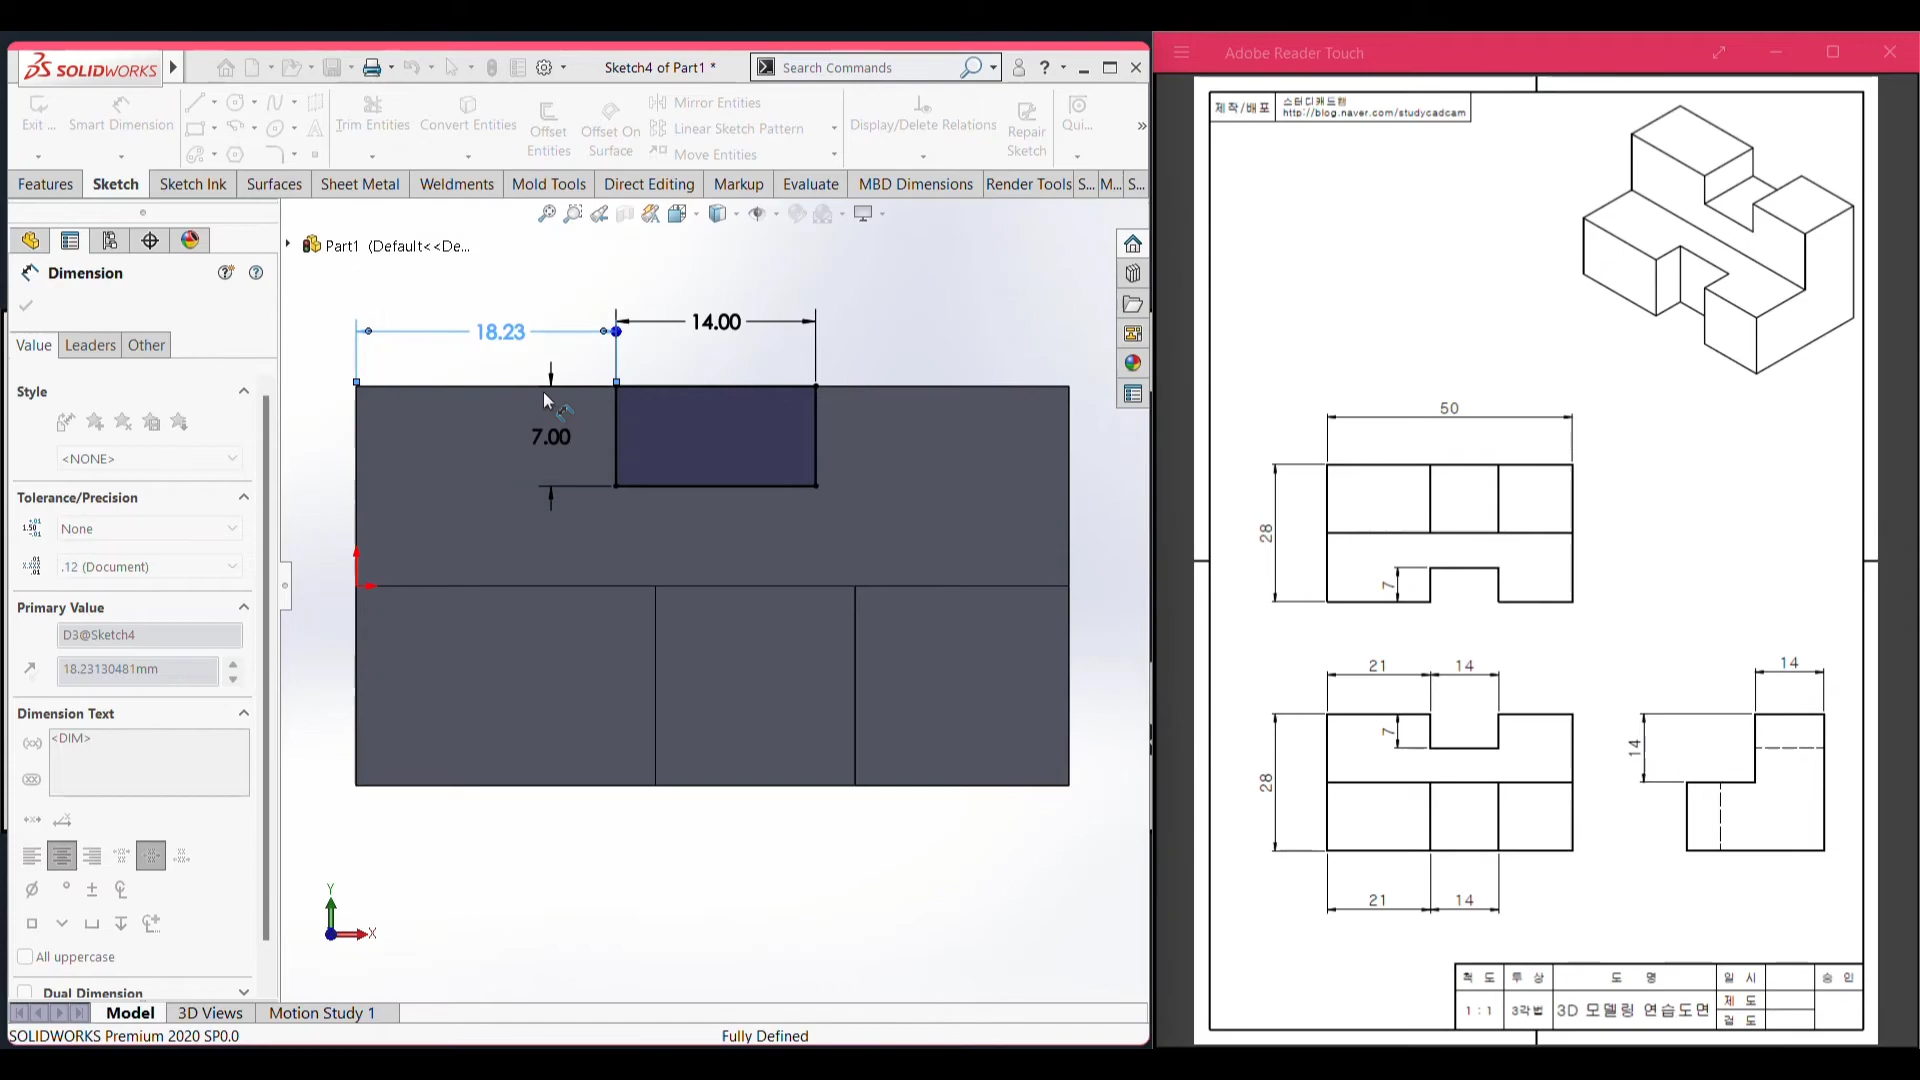 SOLIDWORKS
Sketch4 of Part1 *
Search Commands
?
Exit ...
Smart Dimension
Trim Entities
Convert Entities
Offset Entities
Offset On Surface
Mirror Entities
Linear Sketch Pattern
Move Entities
Display/Delete Relations
Repair Sketch
Qui...
Features
Sketch
Sketch Ink
Surfaces
Sheet Metal
Weldments
Mold Tools
Direct Editing
Markup
Evaluate
MBD Dimensions
Render Tools
S...
M...
S...
Part1 (Default<<De...
Dimension
Value
Leaders
Other
Style
<NONE>
Tolerance/Precision
None
.12 (Document)
Primary Value
D3@Sketch4
18.23130481mm
Dimension Text
<DIM>
All uppercase
Dual Dimension
18.23
14.00
7.00
Y
X
Model
3D Views
Motion Study 1
SOLIDWORKS Premium 2020 SP0.0
Fully Defined
Adobe Reader Touch
제작/배포
스터디캐드캠
http://blog.naver.com/studycadcam
50
28
7
21
14
7
28
21
14
14
14
척 도
투 상
도 명
일 시
승 인
1 : 1
3각법
3D 모델링 연습도면
제 도
검 도